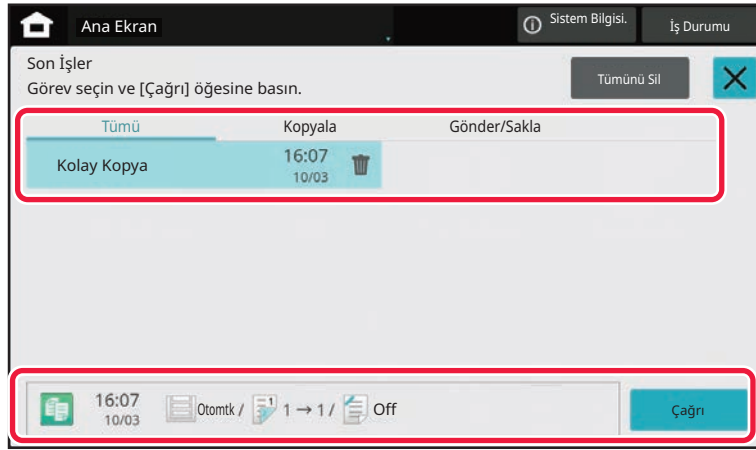 Ana Ekran
Sistem Bilgisi.
İş Durumu
Son İşler
Görev seçin ve [Çağrı] öğesine basın.
Tümünü Sil
Tümü
Kopyala
Gönder/Sakla
Kolay Kopya
16:07
10/03
16:07
10/03
Otomtk / 1 1 → 1 / Off
Çağrı